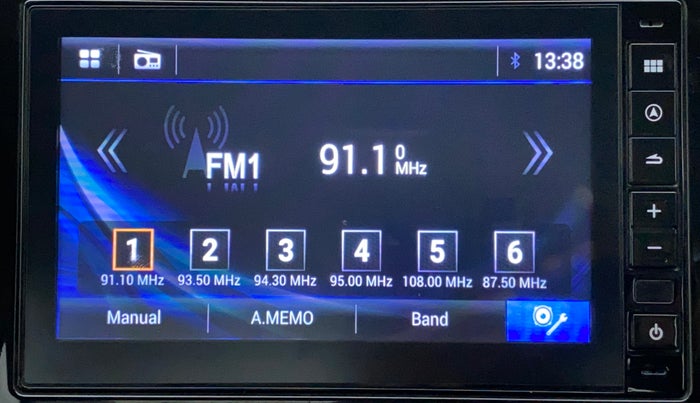 13:38
FM1 91.1 0 MHz
1 2 3 4 5 6
91.10 MHz 93.50 MHz 94.30 MHz 95.00 MHz 108.00 MHz 87.50 MHz
Manual A.MEMO Band